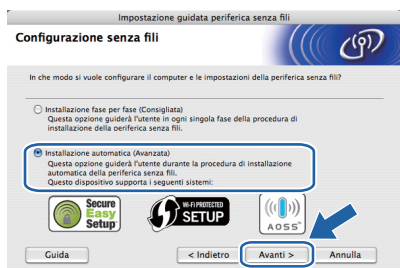 Impostazione guidata periferica senza fili
Configurazione senza fili
In che modo si vuole configurare il computer e le impostazioni della periferica senza fili?
Installazione fase per fase (Consigliata)
Questa opzione guiderà l'utente in ogni singola fase della procedura di
installazione della periferica senza fili.
Installazione automatica (Avanzata)
Questa opzione guiderà l'utente durante la procedura di installazione
automatica della periferica senza fili.
Questo dispositivo supporta i seguenti sistemi:
Secure
Easy
Setup
WI-FI PROTECTED
SETUP
AOSS
Guida
< Indietro
Avanti >
Annulla